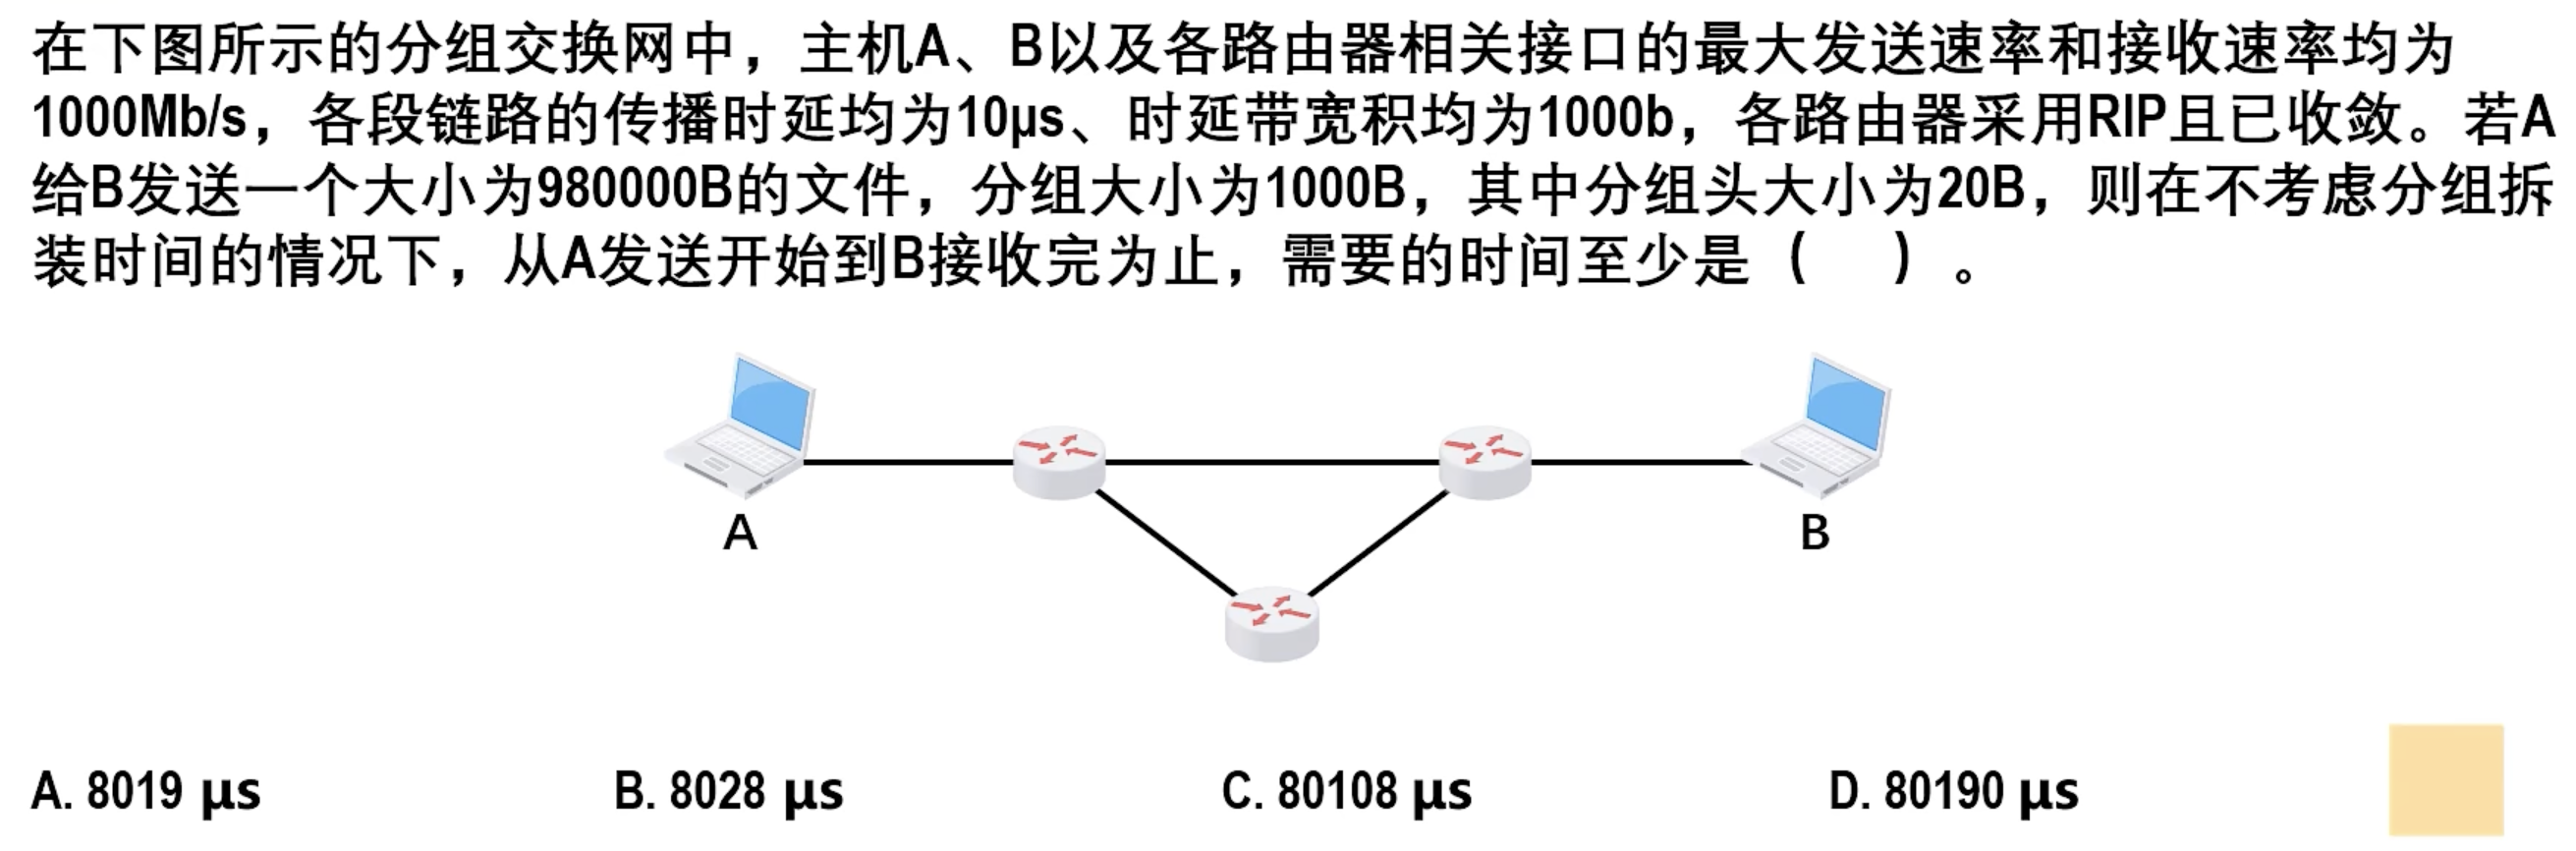 在下图所示的分组交换网中，主机A、B以及各路由器相关接口的最大发送速率和接收速率均为
1000Mb/s，各段链路的传播时延均为10μs、时延带宽积均为1000b，各路由器采用RIP且已收敛。若A
给B发送一个大小为980000B的文件，分组大小为1000B，其中分组头大小为20B，则在不考虑分组拆
装时间的情况下，从A发送开始到B接收完为止，需要的时间至少是（　）。
A
B
A. 8019 μs
B. 8028 μs
C. 80108 μs
D. 80190 μs